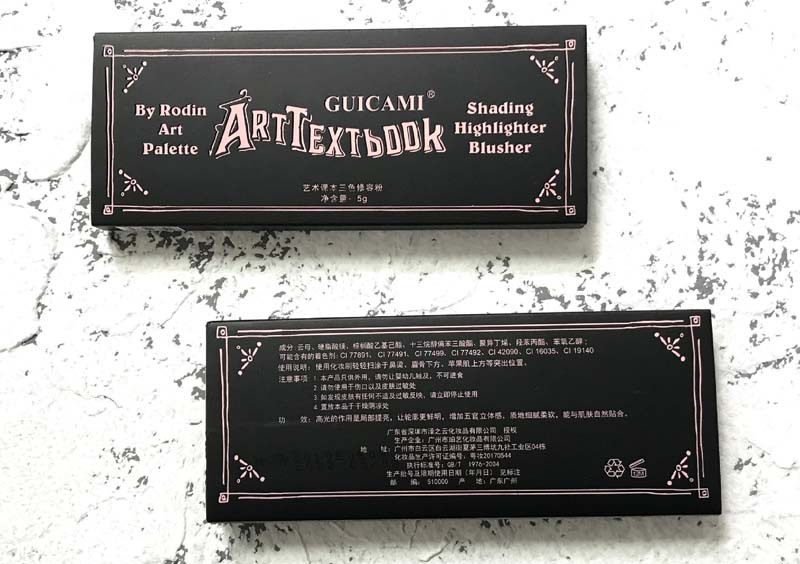 By Rodin
Art
Palette
GUICAMI®
ArtTextbook
Shading
Highlighter
Blusher
艺术课本三色修容粉
净含量: 5g
成分: 云母、硬脂酸镁、棕榈酸乙基己酯、十三烷醇偏苯三酸酯、聚异丁烯、羟苯丙酯、苯氧乙醇;
可能含有的着色剂: CI 77891、CI 77491、CI 77499、CI 77492、CI 42090、CI 16035、CI 19140
使用说明: 使用化妆刷轻轻扫涂于鼻梁、眉骨下方、苹果肌上方等突出位置。
注意事项: 1. 本产品只供外用, 请勿让婴幼儿触及, 不可进食
2. 请勿使用于伤口以及皮肤过敏处
3. 如发现皮肤有任何不适及过敏反映, 请立即停止使用
4. 置放本品于干燥阴凉处
功 效: 高光的作用是局部提亮, 让轮廓更鲜明, 增加五官立体感, 质地细腻柔软, 能与肌肤自然贴合。
广东省深圳市泽之云化妆品有限公司 授权
生产企业: 广州市珀艺化妆品有限公司
地 址: 广州市白云区白云湖街夏茅三博坑九社工业区04栋
化妆品生产许可证编号: 粤妆20170544
执行标准号: QB/T 1976-2004
生产批号及限期使用日期 (年月日) 见标注
邮 编: 510000 产 地: 广东广州